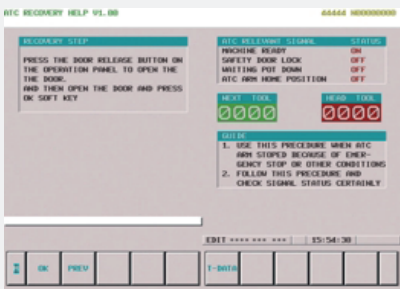 ATC RECOVERY HELP V1.00
44444 N00000000
RECOVERY STEP
PRESS THE DOOR RELEASE BUTTON ON
THE OPERATION PANEL TO OPEN THE
THE DOOR.
AND THEN OPEN THE DOOR AND PRESS
OK SOFT KEY
ATC RELEVANT SIGNAL STATUS
MACHINE READY ON
SAFETY DOOR LOCK OFF
WAITING POT DOWN OFF
ATC ARM HOME POSITION OFF
NEXT TOOL
0000
HEAD TOOL
0000
GUIDE
1. USE THIS PRECEDURE WHEN ATC
ARM STOPED BECAUSE OF EMER-
GENCY STOP OR OTHER CONDITIONS
2. FOLLOW THIS PRECEDURE AND
CHECK SIGNAL STATUS CERTAINLY
EDIT **** *** *** 15:54:30
OK PREV T-DATA